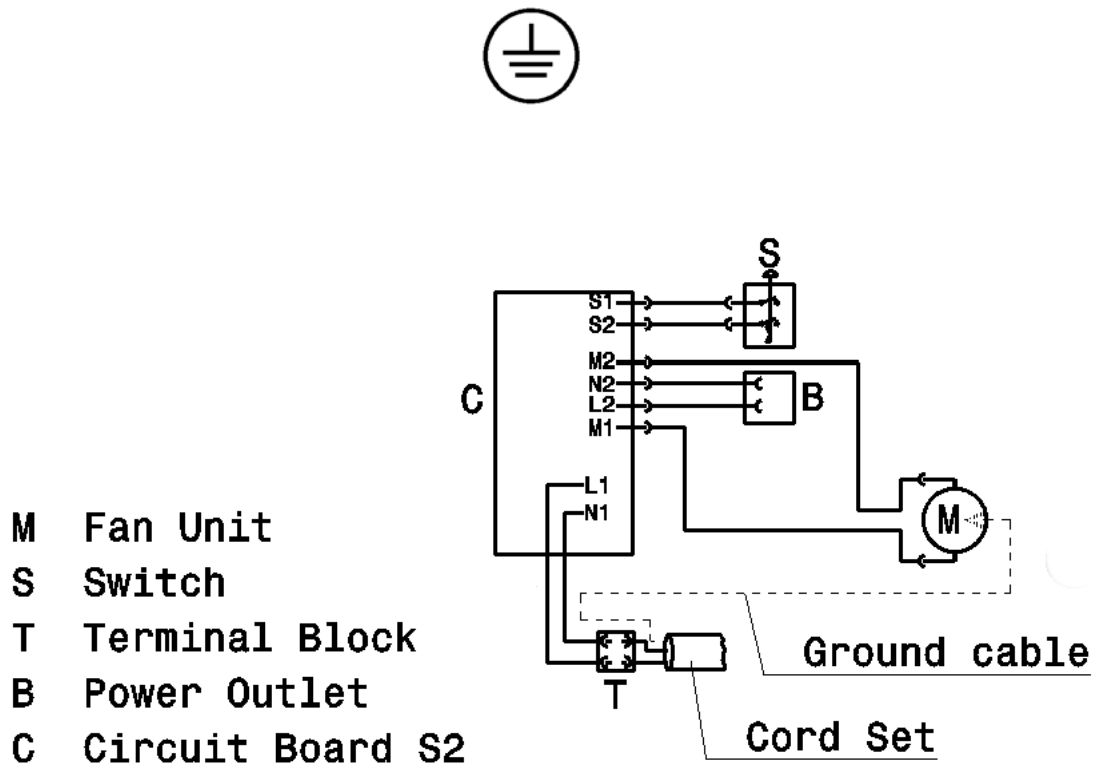 S
S1
S2
M2
N2
C
L2
B
M1
L1
N1
M
M Fan Unit
S Switch
T Terminal Block
B Power Outlet
C Circuit Board S2
Ground cable
T
Cord Set